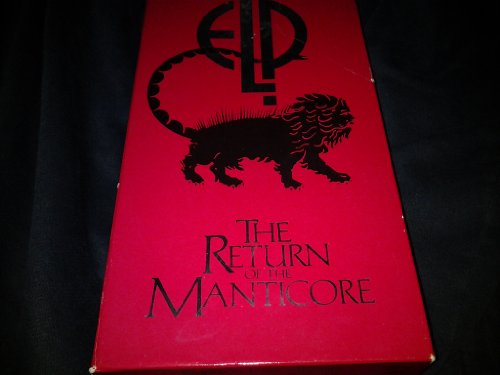 ELP
THE
RETURN
OF THE
MANTICORE